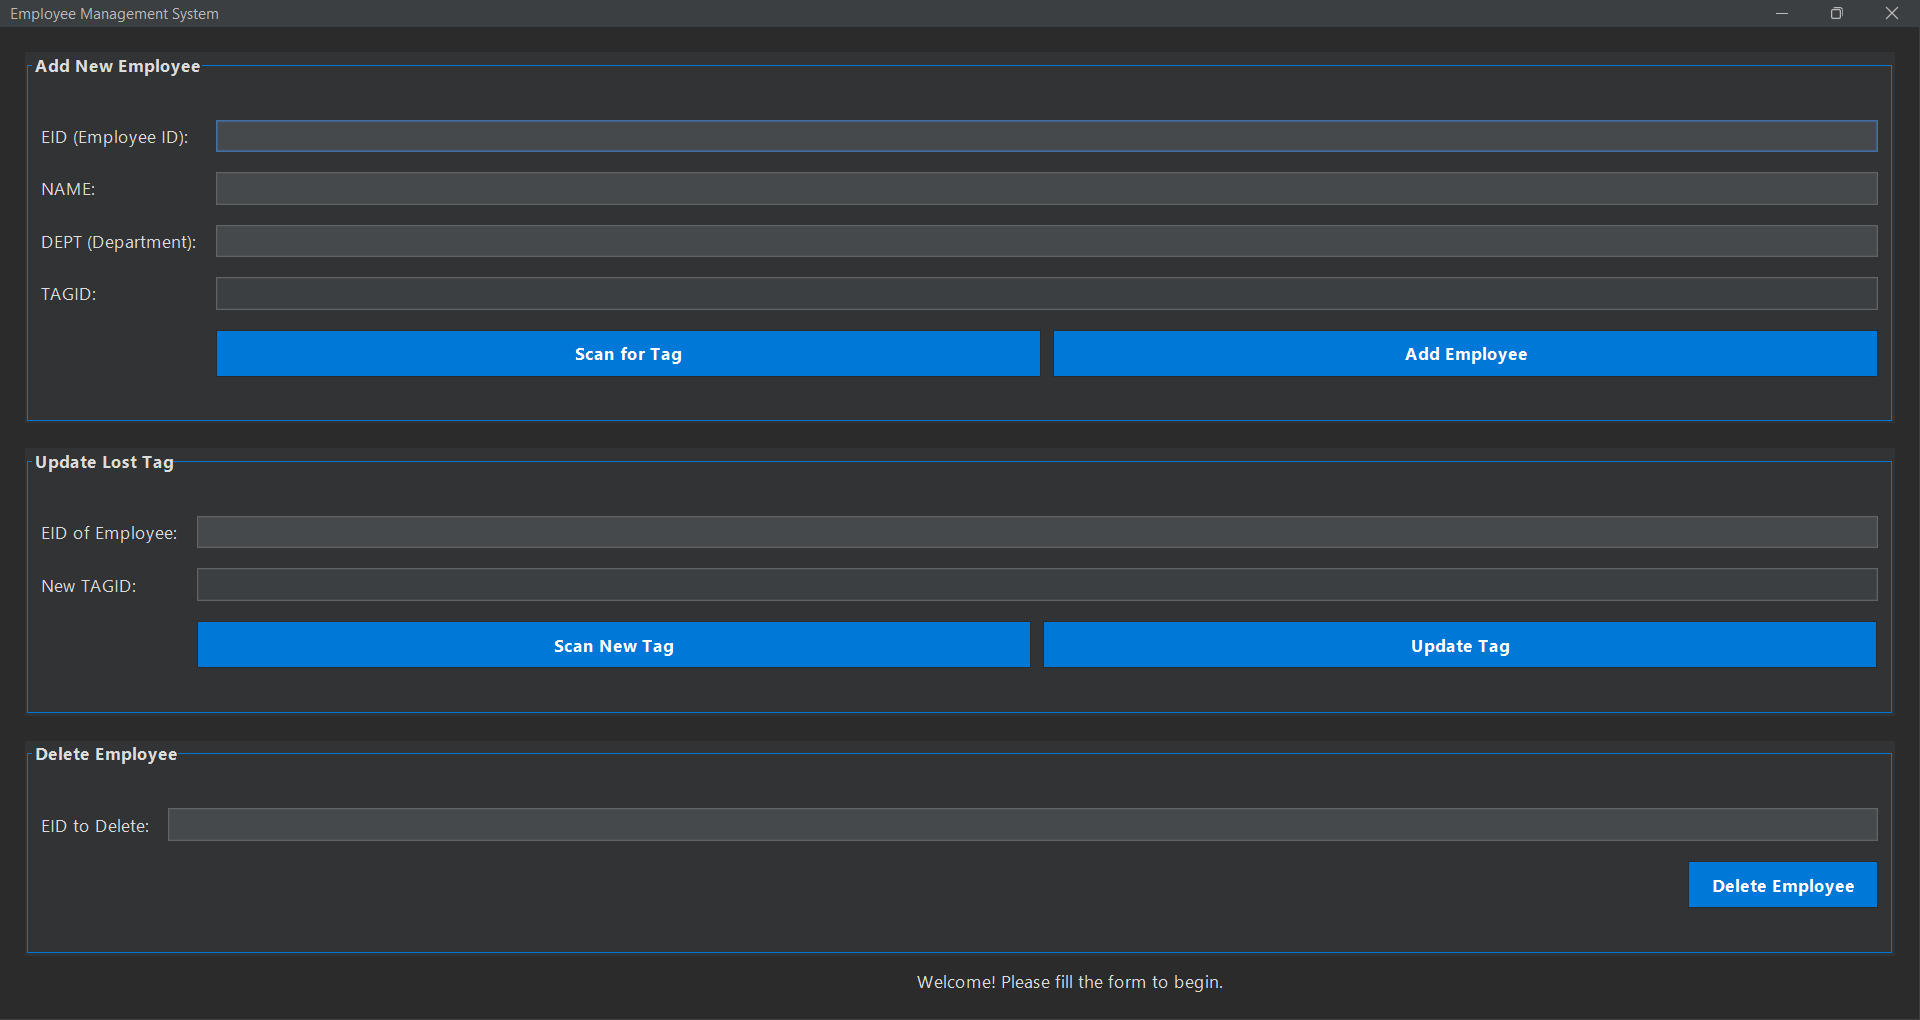 Employee Management System
Add New Employee
EID (Employee ID):
NAME:
DEPT (Department):
TAGID:
Scan for Tag
Add Employee
Update Lost Tag
EID of Employee:
New TAGID:
Scan New Tag
Update Tag
Delete Employee
EID to Delete:
Delete Employee
Welcome! Please fill the form to begin.